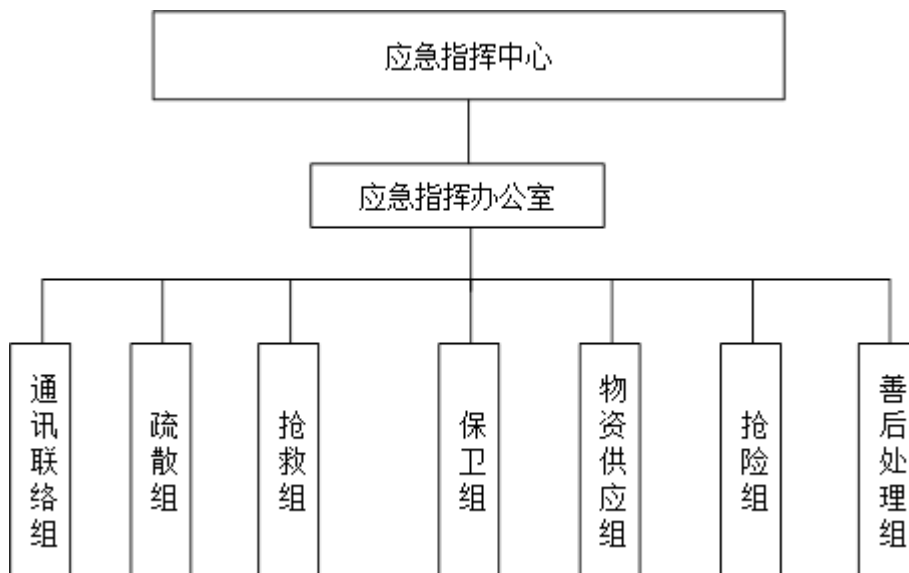 应急指挥中心
应急指挥办公室
通讯联络组
疏散组
抢救组
保卫组
物资供应组
抢险组
善后处理组